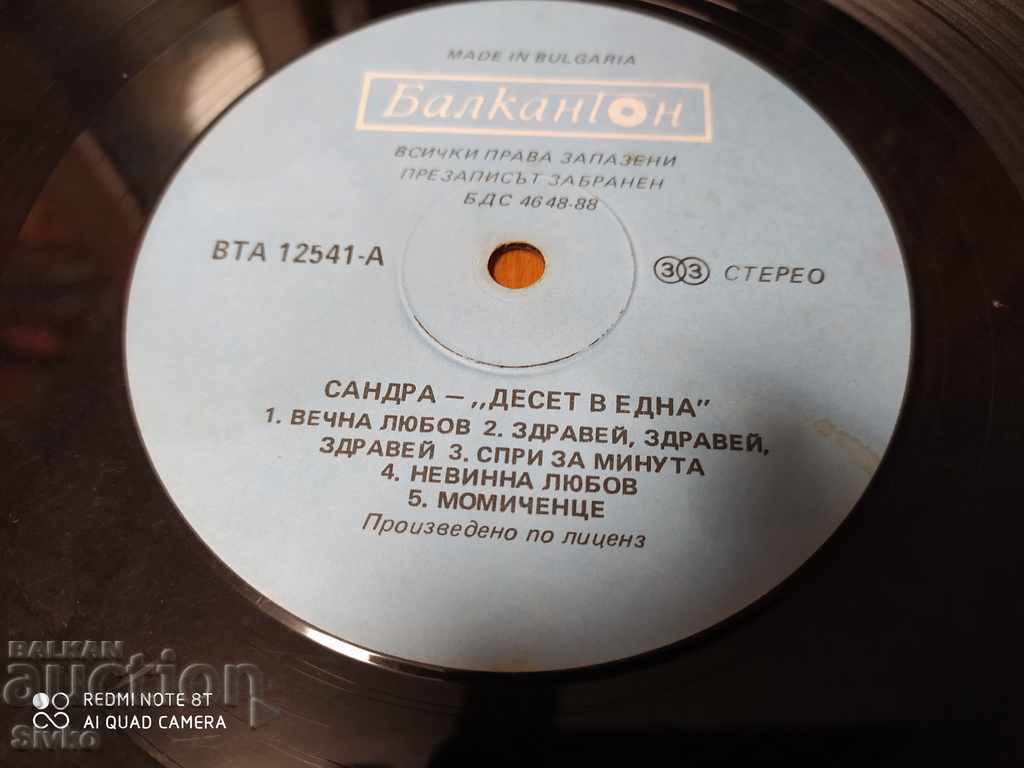 MADE IN BULGARIA
Балкантон
ВСИЧКИ ПРАВА ЗАПАЗЕНИ
ПРЕЗАПИСЪТ ЗАБРАНЕН
БДС 4648-88
ВТА 12541-А
33 СТЕРЕО
САНДРА – „ДЕСЕТ В ЕДНА"
1. ВЕЧНА ЛЮБОВ 2. ЗДРАВЕЙ, ЗДРАВЕЙ,
ЗДРАВЕЙ 3. СПРИ ЗА МИНУТА
4. НЕВИННА ЛЮБОВ
5. МОМИЧЕНЦЕ
Произведено по лиценз
BALKAN
auction
REDMI NOTE 8T
AI QUAD CAMERA
Sivko